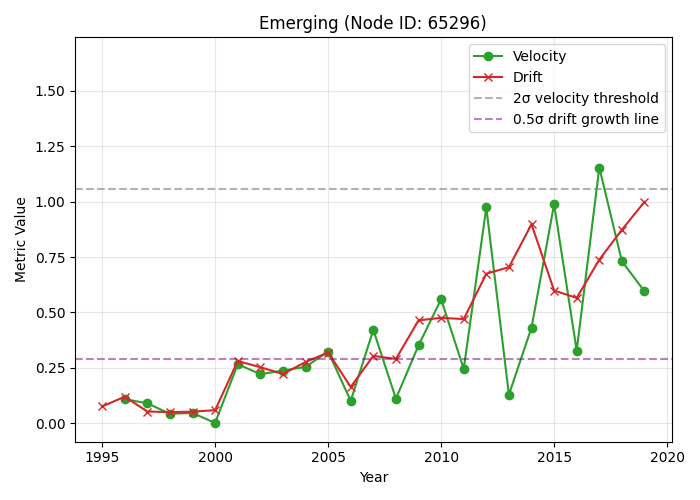 Emerging (Node ID: 65296)
Velocity
Drift
2σ velocity threshold
0.5σ drift growth line
Metric Value
1.50
1.25
1.00
0.75
0.50
0.25
0.00
1995 2000 2005 2010 2015 2020
Year